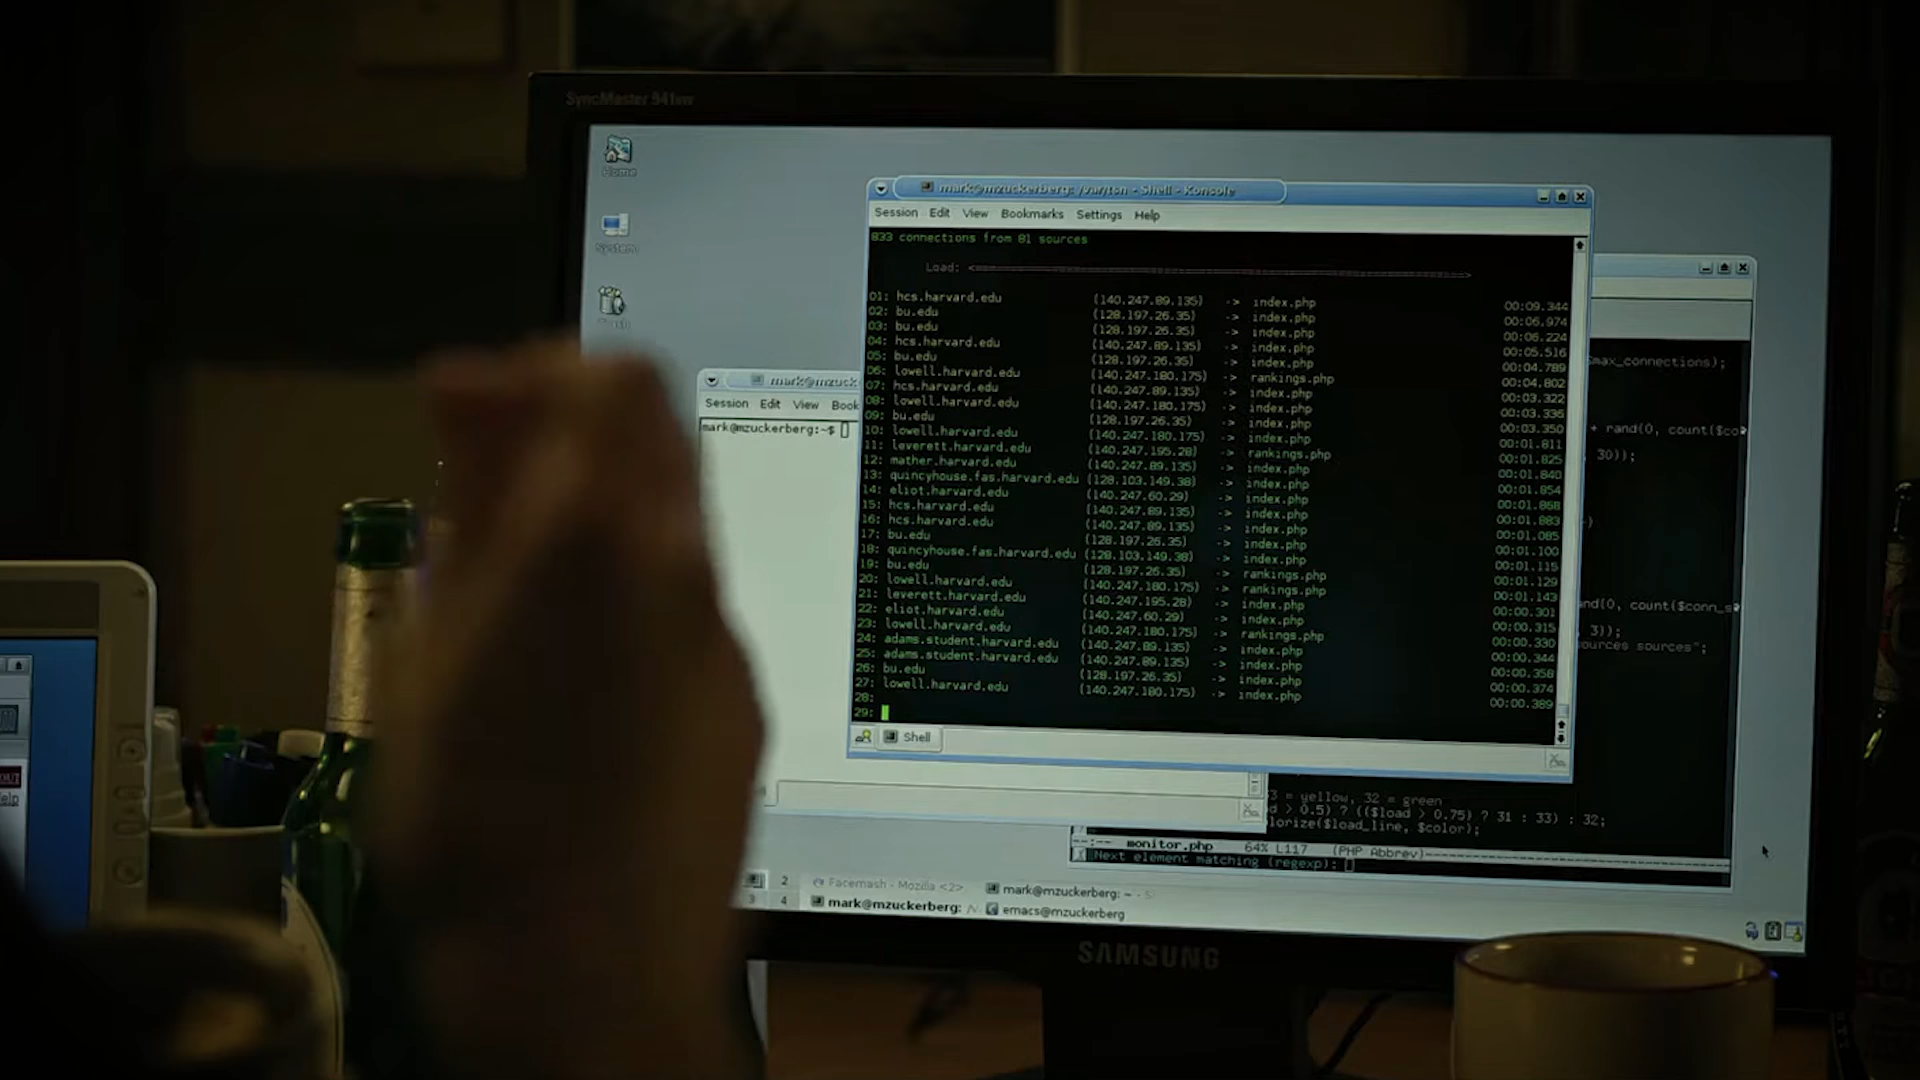 SyncMaster 941mw
Home
System
Trash
mark@mzuckerberg: /var/ton - Shell - Konsole
Session Edit View Bookmarks Settings Help
833 connections from 81 sources
Load: <==================================================>
01: hcs.harvard.edu (140.247.89.135) -> index.php 00:09.344
02: bu.edu (128.197.26.35) -> index.php 00:06.974
03: bu.edu (128.197.26.35) -> index.php 00:06.224
04: hcs.harvard.edu (140.247.89.135) -> index.php 00:05.516
05: bu.edu (128.197.26.35) -> index.php 00:04.789
06: lowell.harvard.edu (140.247.180.175) -> rankings.php 00:04.802
07: hcs.harvard.edu (140.247.89.135) -> index.php 00:03.322
08: lowell.harvard.edu (140.247.180.175) -> index.php 00:03.336
09: bu.edu (128.197.26.35) -> index.php 00:03.350
10: lowell.harvard.edu (140.247.180.175) -> index.php 00:01.811
11: leverett.harvard.edu (140.247.195.28) -> rankings.php 00:01.825
12: mather.harvard.edu (140.247.89.135) -> index.php 00:01.840
13: quincyhouse.fas.harvard.edu (128.103.149.38) -> index.php 00:01.854
14: eliot.harvard.edu (140.247.60.29) -> index.php 00:01.868
15: hcs.harvard.edu (140.247.89.135) -> index.php 00:01.883
16: hcs.harvard.edu (140.247.89.135) -> index.php 00:01.085
17: bu.edu (128.197.26.35) -> index.php 00:01.100
18: quincyhouse.fas.harvard.edu (128.103.149.38) -> index.php 00:01.115
19: bu.edu (128.197.26.35) -> rankings.php 00:01.129
20: lowell.harvard.edu (140.247.180.175) -> rankings.php 00:01.143
21: leverett.harvard.edu (140.247.195.28) -> index.php 00:00.301
22: eliot.harvard.edu (140.247.60.29) -> index.php 00:00.315
23: lowell.harvard.edu (140.247.180.175) -> rankings.php 00:00.330
24: adams.student.harvard.edu (140.247.89.135) -> index.php 00:00.344
25: adams.student.harvard.edu (140.247.89.135) -> index.php 00:00.358
26: bu.edu (128.197.26.35) -> index.php 00:00.374
27: lowell.harvard.edu (140.247.180.175) -> index.php 00:00.389
28:
29:
Shell
mark@mzuck
Session Edit View Book
mark@mzuckerberg:~$
$max_connections);
+ rand(0, count($co
, 30));
and(0, count($conn_s
, 3));
sources sources";
33 = yellow, 32 = green
d > 0.5) ? (($load > 0.75) ? 31 : 33) : 32;
lorize($load_line, $color);
--:-- monitor.php 64% L117 (PHP Abbrev)
Next element matching (regexp):
2
3 4
Facemash - Mozilla <2>
mark@mzuckerberg: ~ - S
mark@mzuckerberg: /v
emacs@mzuckerberg
SAMSUNG
OUT
Help